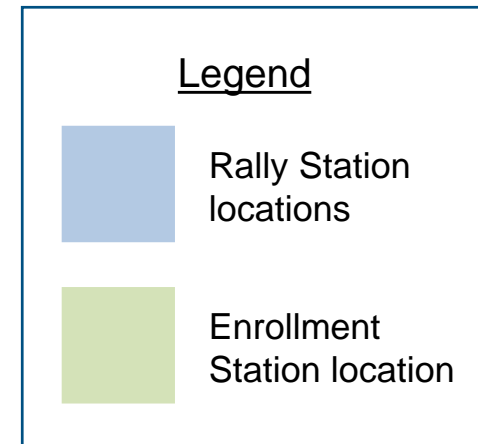 Legend
Rally Station
locations
Enrollment
Station location